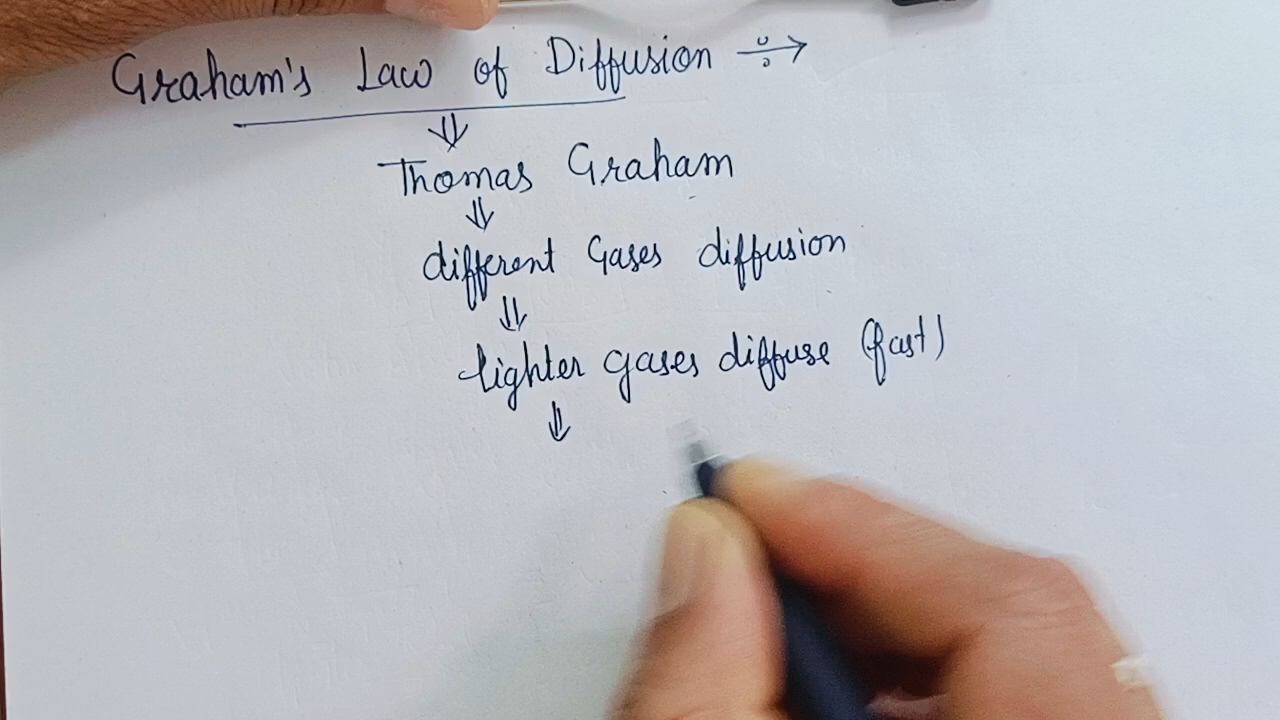 Graham's Law of Diffusion ÷→
⇓
Thomas Graham
⇓
different Gases diffusion
⇓
lighter gases diffuse (fast)
⇓